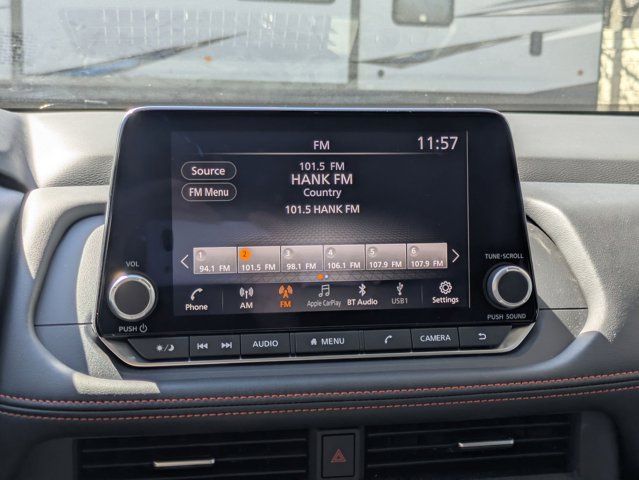 FM 11:57
Source
FM Menu
101.5 FM
HANK FM
Country
101.5 HANK FM
1 2 3 4 5 6
94.1 FM 101.5 FM 98.1 FM 106.1 FM 107.9 FM 107.9 FM
Phone AM FM Apple CarPlay BT Audio USB1 Settings
VOL
PUSH
TUNE·SCROLL
PUSH SOUND
AUDIO MENU CAMERA